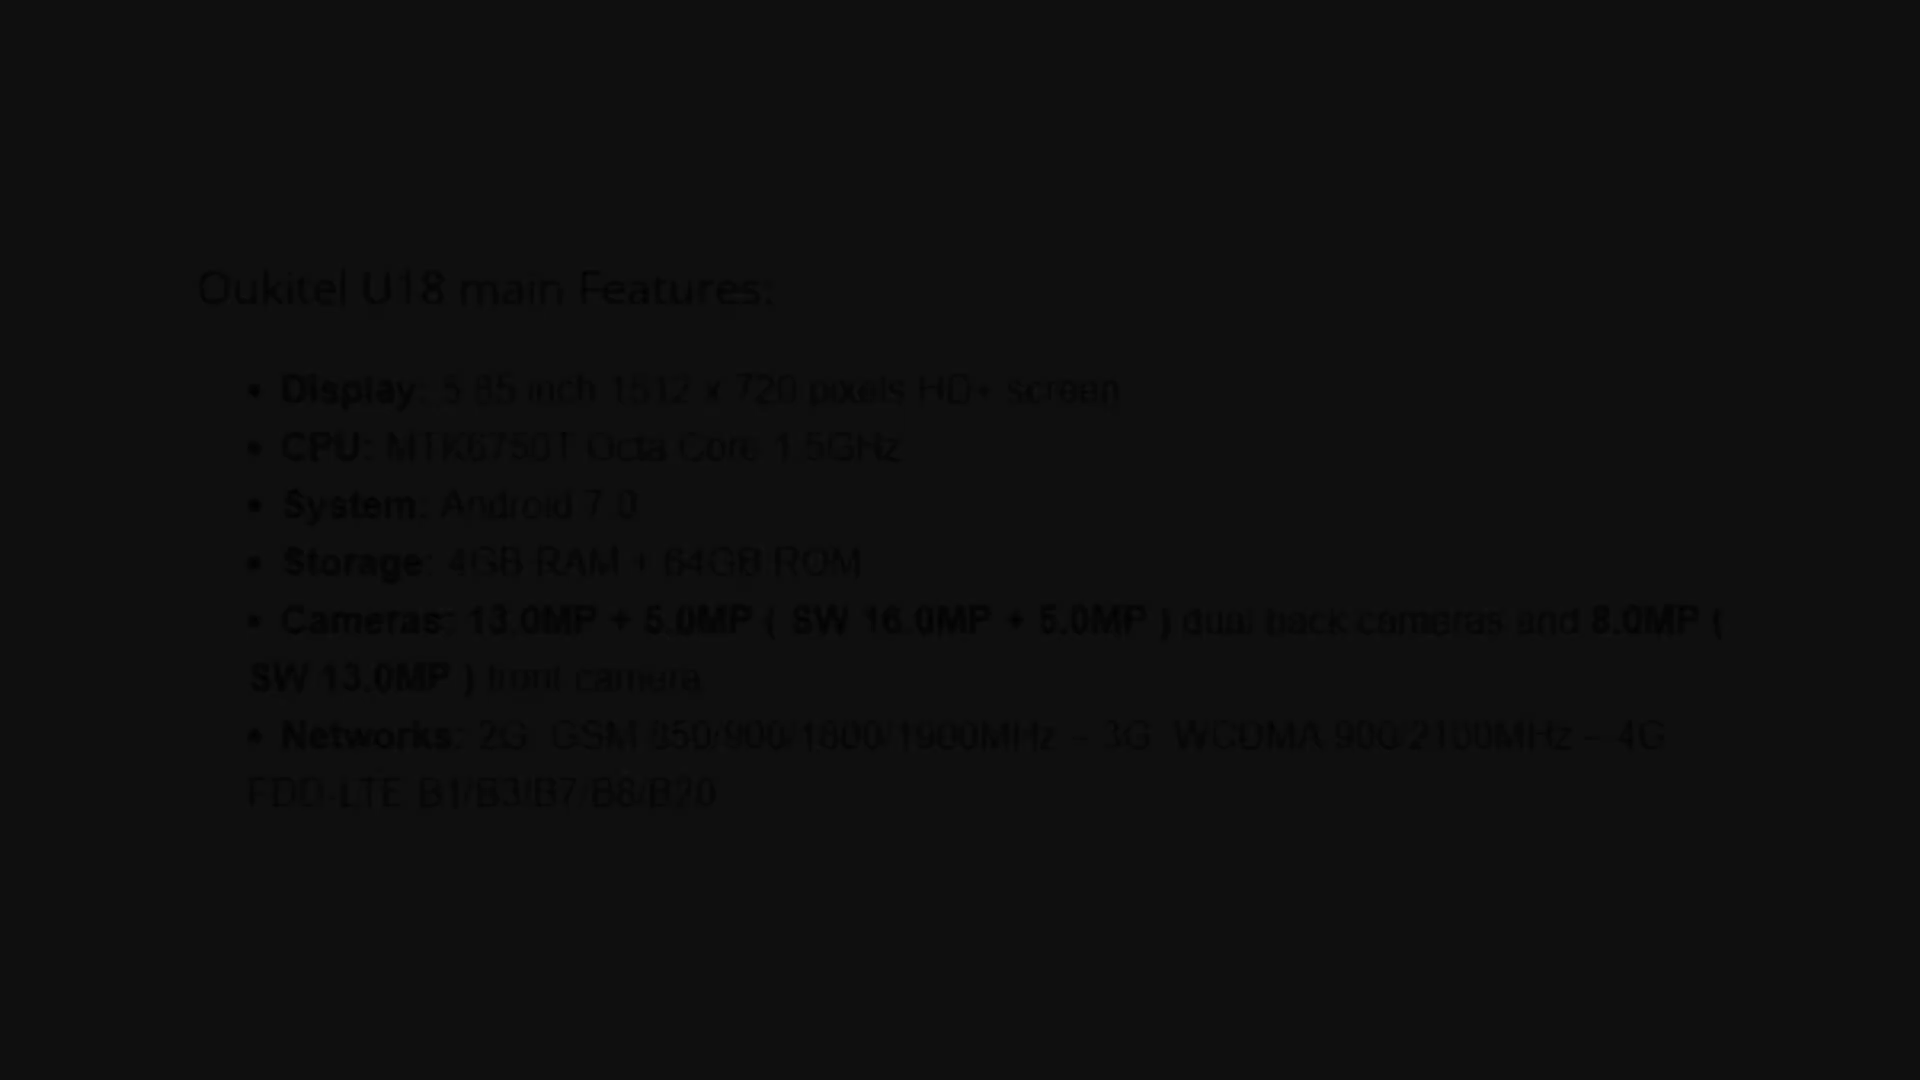 Oukitel U18 main Features:
• Display: 5.85 inch 1512 x 720 pixels HD+ screen
• CPU: MTK6750T Octa Core 1.5GHz
• System: Android 7.0
• Storage: 4GB RAM + 64GB ROM
• Cameras: 13.0MP + 5.0MP ( SW 16.0MP + 5.0MP ) dual back cameras and 8.0MP (
SW 13.0MP ) front camera
• Networks: 2G: GSM 850/900/1800/1900MHz – 3G: WCDMA 900/2100MHz – 4G
FDD-LTE B1/B3/B7/B8/B20